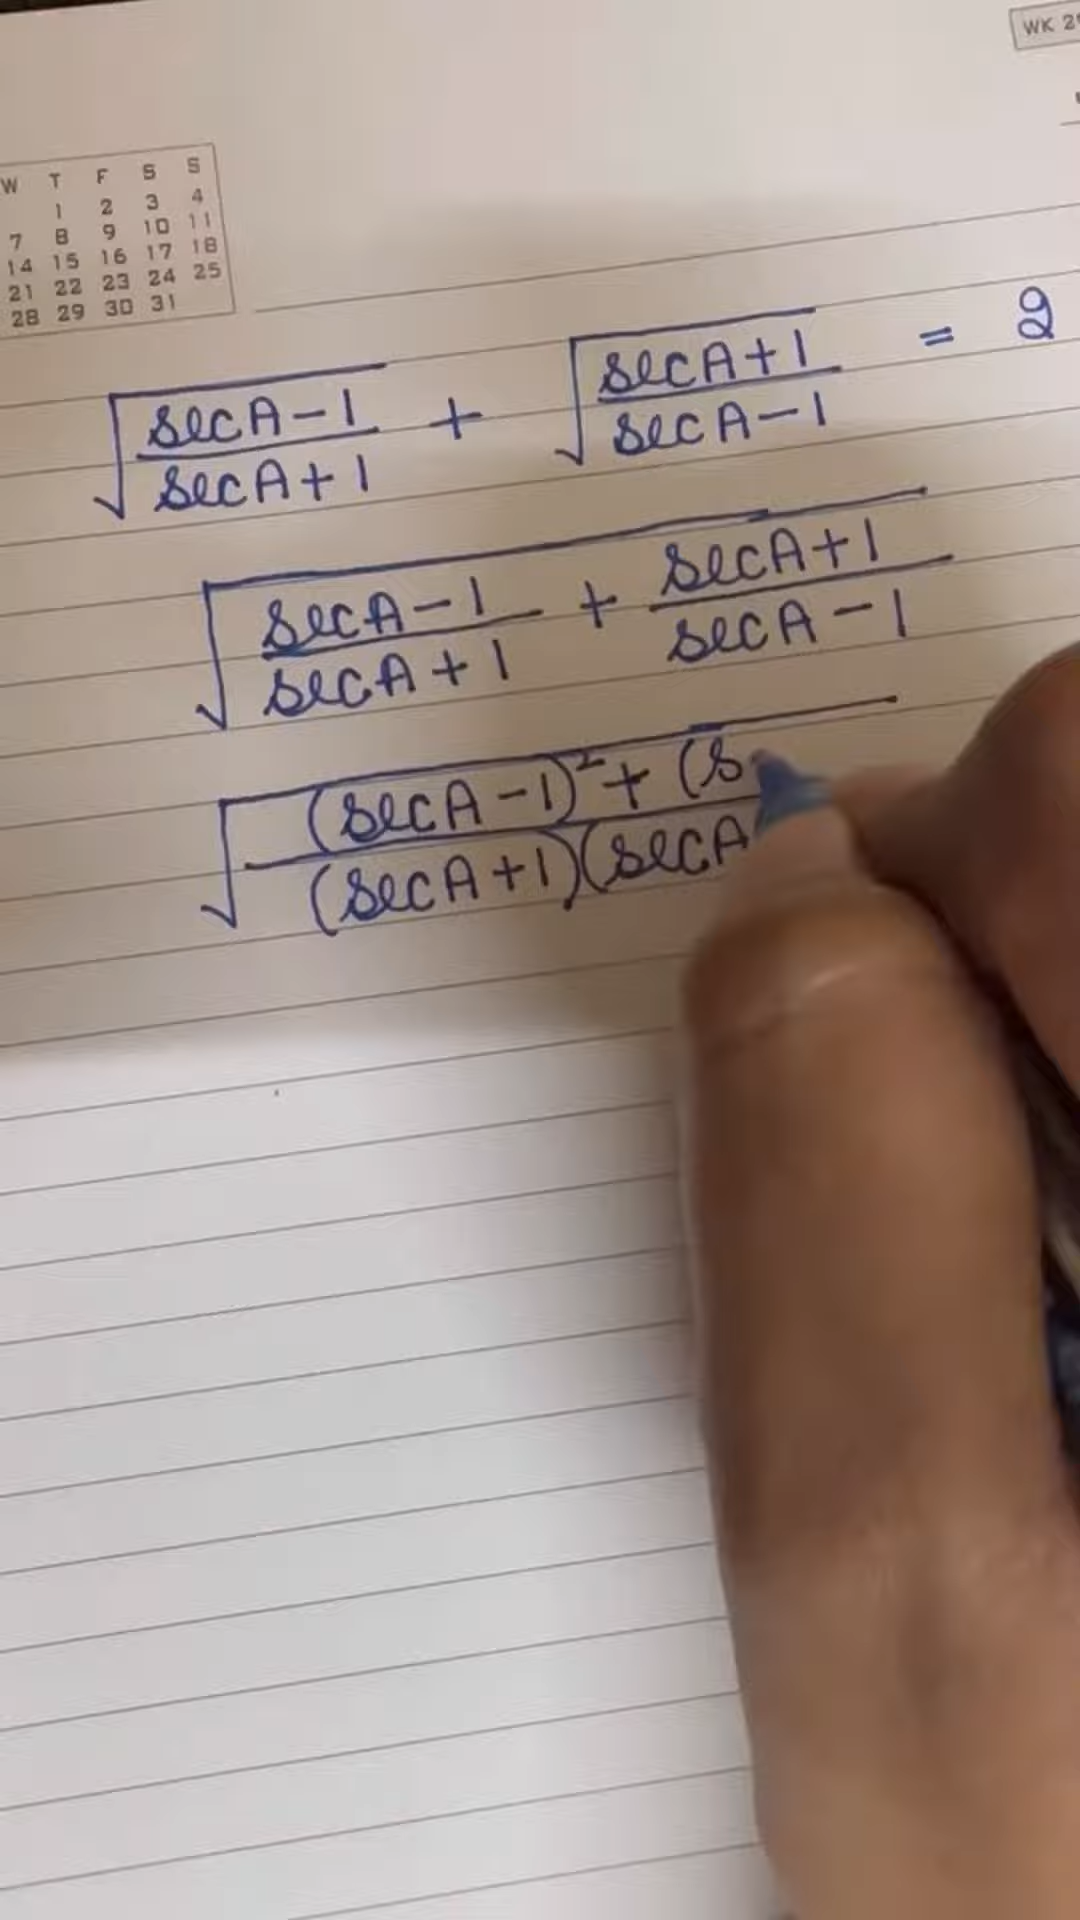 WK 2
W T F S S
1 2 3 4
7 8 9 10 11
14 15 16 17 18
21 22 23 24 25
28 29 30 31
√((secA-1)/(secA+1)) + √((secA+1)/(secA-1)) = 2
√((secA-1)/(secA+1) + (secA+1)/(secA-1))
√(((secA-1)² + (s)/((secA+1)(secA))